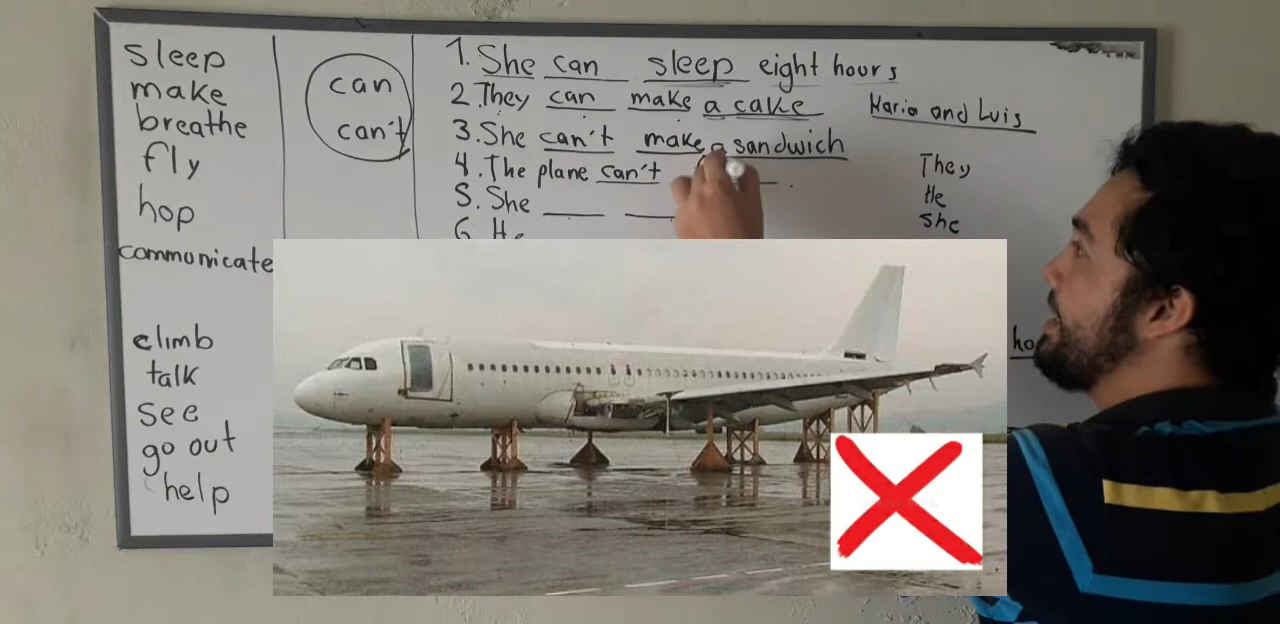 sleep
make
breathe
fly
hop
communicate
climb
talk
see
go out
help
can
can't
1. She can sleep eight hours
2. They can make a cake
3. She can't make a sandwich
4. The plane can't
5. She
6. He
Maria and Luis
They
He
she